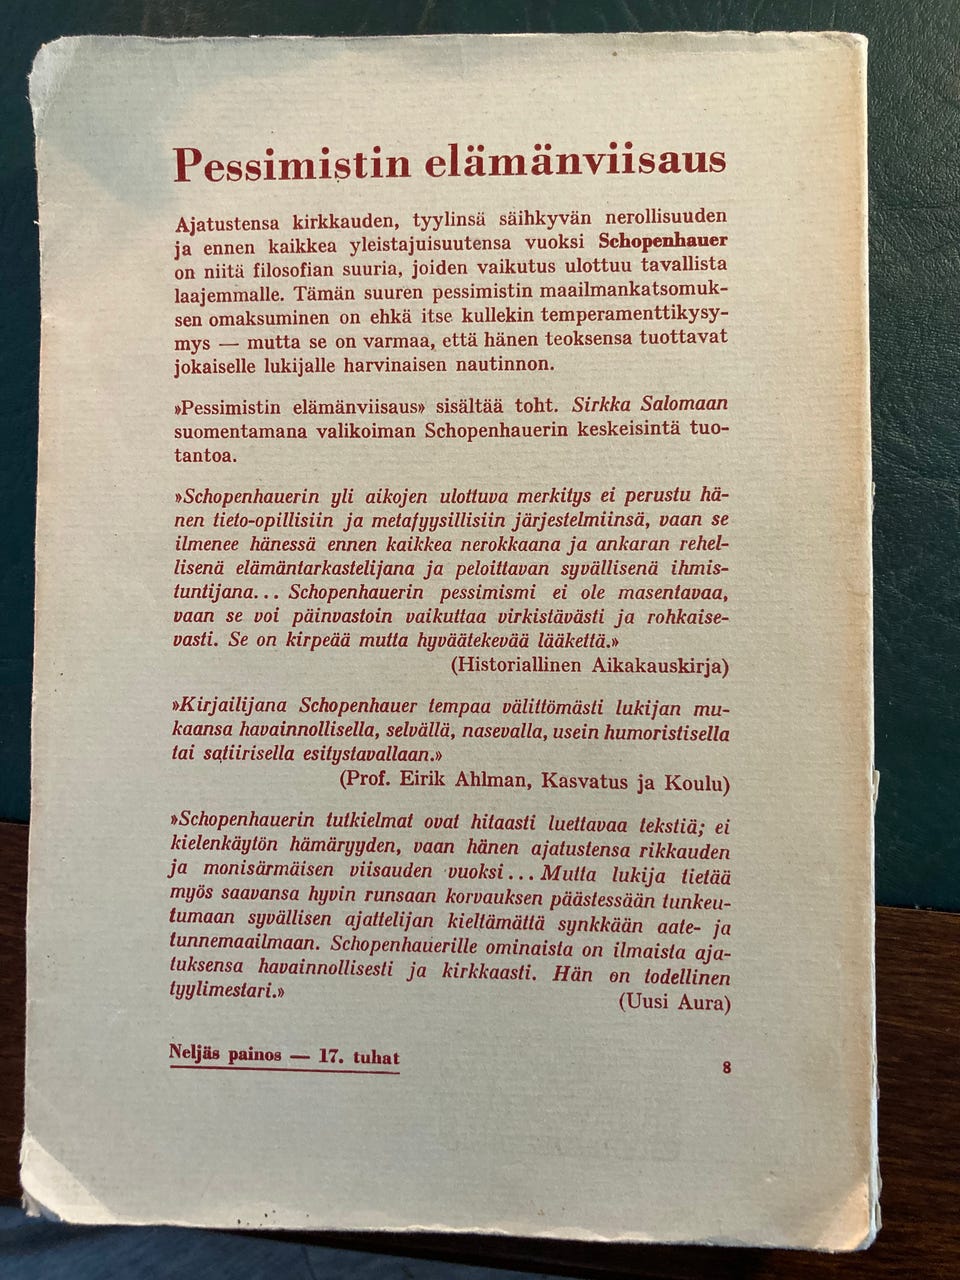 Pessimistin elämänviisaus
Ajatustensa kirkkauden, tyylinsä säihkyvän nerollisuuden
ja ennen kaikkea yleistajuisuutensa vuoksi Schopenhauer
on niitä filosofian suuria, joiden vaikutus ulottuu tavallista
laajemmalle. Tämän suuren pessimistin maailmankatsomuk-
sen omaksuminen on ehkä itse kullekin temperamenttikysy-
mys — mutta se on varmaa, että hänen teoksensa tuottavat
jokaiselle lukijalle harvinaisen nautinnon.
»Pessimistin elämänviisaus» sisältää toht. Sirkka Salomaan
suomentamana valikoiman Schopenhauerin keskeisintä tuo-
tantoa.
»Schopenhauerin yli aikojen ulottuva merkitys ei perustu hä-
nen tieto-opillisiin ja metafyysillisiin järjestelmiinsä, vaan se
ilmenee hänessä ennen kaikkea nerokkaana ja ankaran rehel-
lisenä elämäntarkastelijana ja peloittavan syvällisenä ihmis-
tuntijana... Schopenhauerin pessimismi ei ole masentavaa,
vaan se voi päinvastoin vaikuttaa virkistävästi ja rohkaise-
vasti. Se on kirpeää mutta hyväätekevää lääkettä.»
(Historiallinen Aikakauskirja)
»Kirjailijana Schopenhauer tempaa välittömästi lukijan mu-
kaansa havainnollisella, selvällä, nasevalla, usein humoristisella
tai satiirisella esitystavallaan.»
(Prof. Eirik Ahlman, Kasvatus ja Koulu)
»Schopenhauerin tutkielmat ovat hitaasti luettavaa tekstiä; ei
kielenkäytön hämäryyden, vaan hänen ajatustensa rikkauden
ja monisärmäisen viisauden vuoksi... Mutta lukija tietää
myös saavansa hyvin runsaan korvauksen päästessään tunkeu-
tumaan syvällisen ajattelijan kieltämättä synkkään aate- ja
tunnemaailmaan. Schopenhauerille ominaista on ilmaista aja-
tuksensa havainnollisesti ja kirkkaasti. Hän on todellinen
tyylimestari.»
(Uusi Aura)
Neljäs painos — 17. tuhat
8